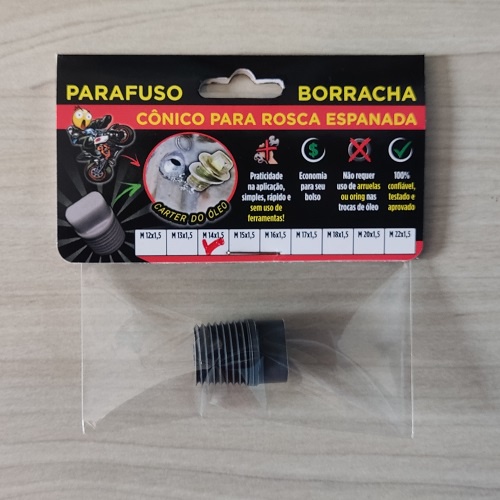 PARAFUSO BORRACHA
CÔNICO PARA ROSCA ESPANADA
CARTER DO ÓLEO
Praticidade
na aplicação,
simples, rápido e
sem uso de
ferramentas!
Economia
para seu
bolso
Não requer
uso de arruelas
ou oring nas
trocas de óleo
100%
confiável,
testado e
aprovado
M 12x1,5 M 13x1,5 M 14x1,5 M 15x1,5 M 16x1,5 M 17x1,5 M 18x1,5 M 20x1,5 M 22x1,5